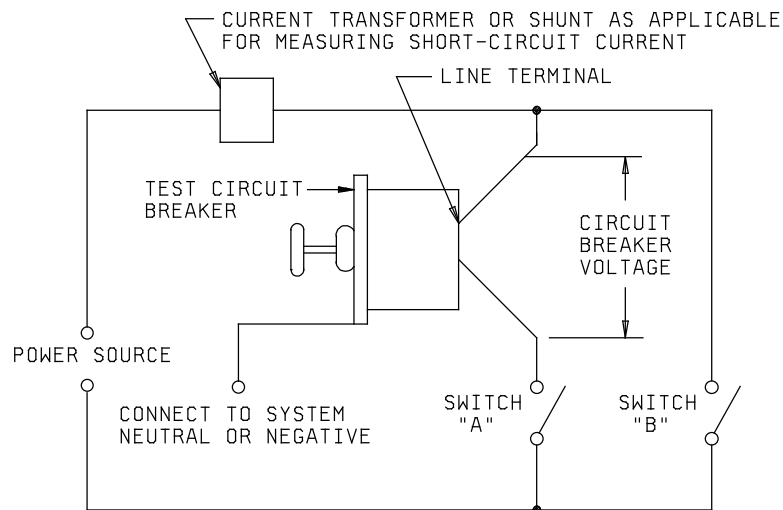 CURRENT TRANSFORMER OR SHUNT AS APPLICABLE
FOR MEASURING SHORT-CIRCUIT CURRENT
LINE TERMINAL
TEST CIRCUIT
BREAKER
CIRCUIT
BREAKER
VOLTAGE
POWER SOURCE
CONNECT TO SYSTEM
NEUTRAL OR NEGATIVE
SWITCH
"A"
SWITCH
"B"